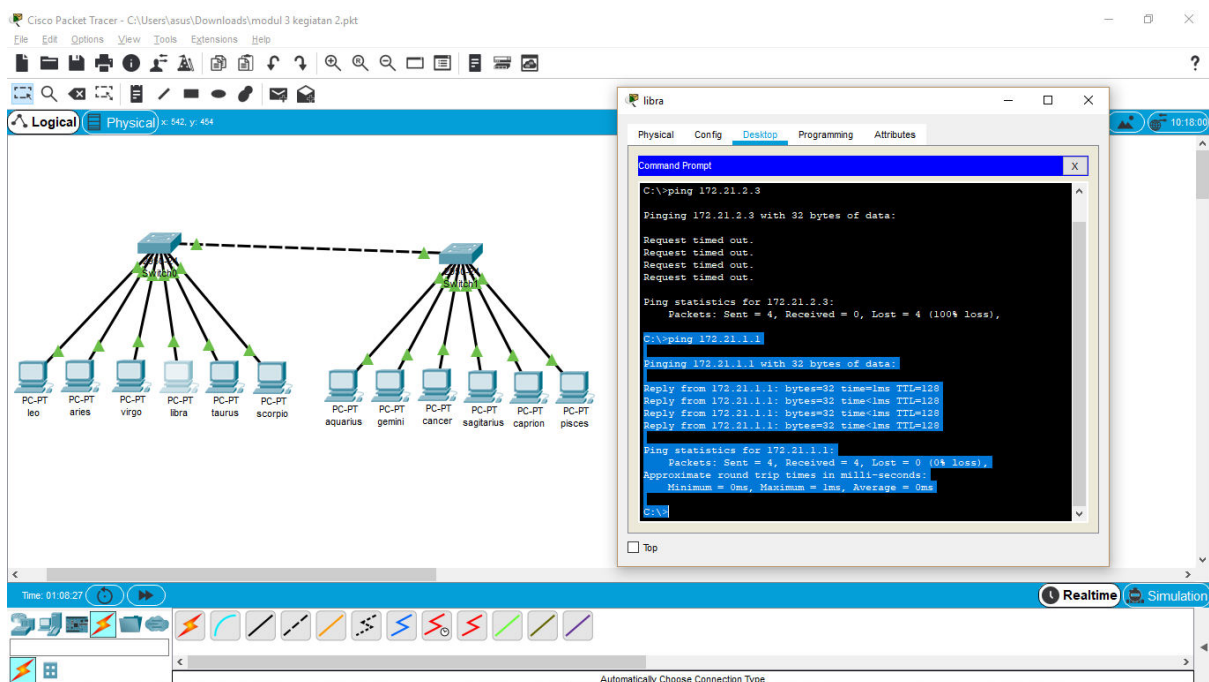 Cisco Packet Tracer - C:\Users\asus\Downloads\modul 3 kegiatan 2.pkt
File Edit Options View Tools Extensions Help
Logical Physical x: 542, y: 454
10:18:00
Switch0
Switch1
PC-PT leo
PC-PT aries
PC-PT virgo
PC-PT libra
PC-PT taurus
PC-PT scorpio
PC-PT aquarius
PC-PT gemini
PC-PT cancer
PC-PT sagitarius
PC-PT caprion
PC-PT pisces
libra
Physical Config Desktop Programming Attributes
Command Prompt X
C:\>ping 172.21.2.3
Pinging 172.21.2.3 with 32 bytes of data:
Request timed out.
Request timed out.
Request timed out.
Request timed out.
Ping statistics for 172.21.2.3:
Packets: Sent = 4, Received = 0, Lost = 4 (100% loss),
C:\>ping 172.21.1.1
Pinging 172.21.1.1 with 32 bytes of data:
Reply from 172.21.1.1: bytes=32 time=1ms TTL=128
Reply from 172.21.1.1: bytes=32 time<1ms TTL=128
Reply from 172.21.1.1: bytes=32 time<1ms TTL=128
Reply from 172.21.1.1: bytes=32 time<1ms TTL=128
Ping statistics for 172.21.1.1:
Packets: Sent = 4, Received = 4, Lost = 0 (0% loss),
Approximate round trip times in milli-seconds:
Minimum = 0ms, Maximum = 1ms, Average = 0ms
C:\>
Top
Time: 01:08:27
Realtime Simulation
Automatically Choose Connection Type